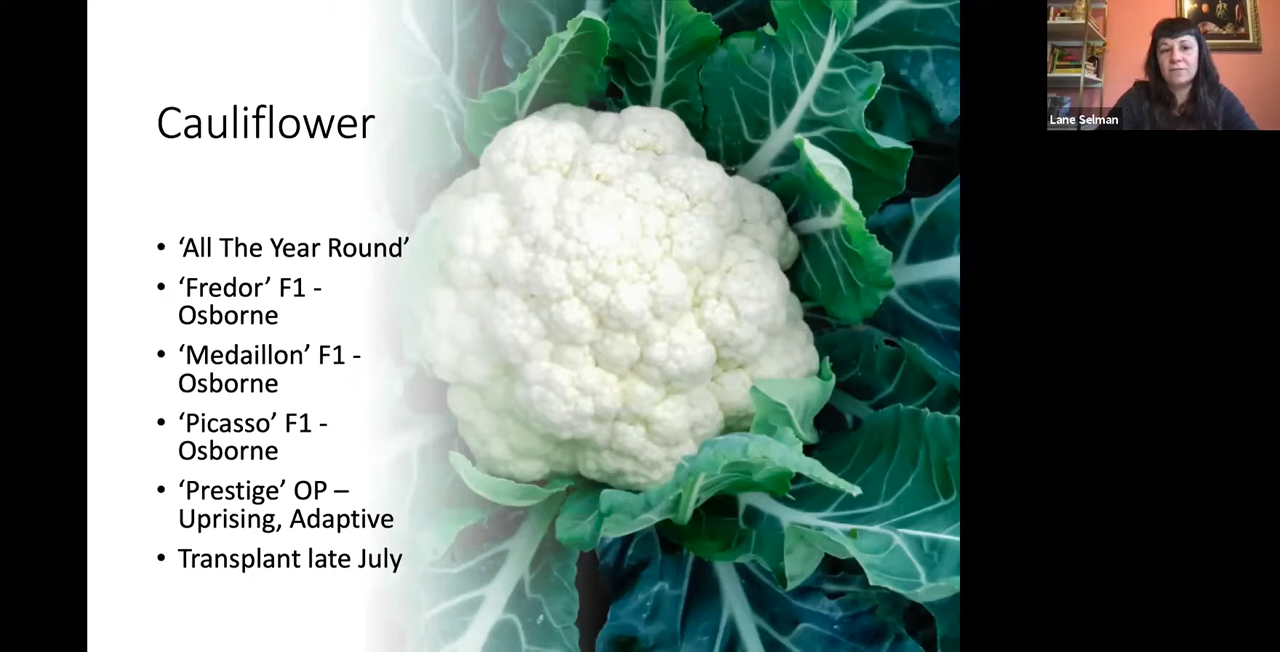 Cauliflower
• ‘All The Year Round’
• ‘Fredor’ F1 -
Osborne
• ‘Medaillon’ F1 -
Osborne
• ‘Picasso’ F1 -
Osborne
• ‘Prestige’ OP –
Uprising, Adaptive
• Transplant late July
Lane Selman